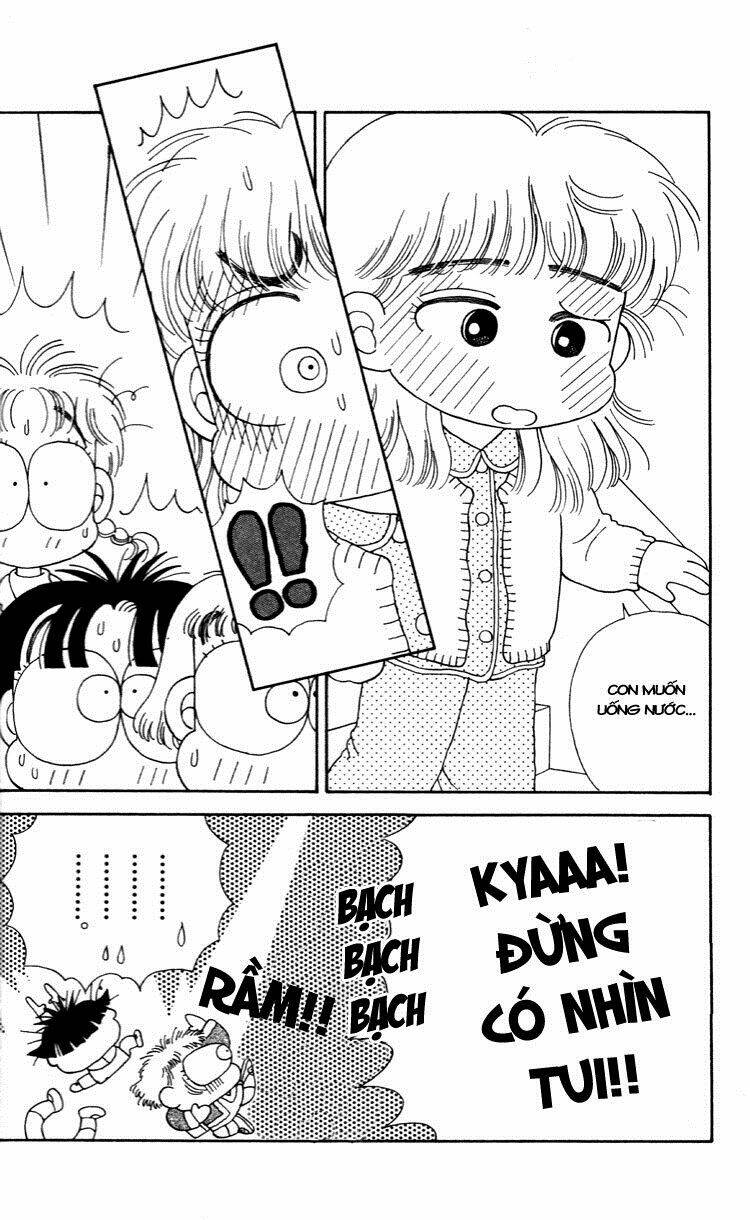 CON MUỐN
UỐNG NƯỚC...
!!
KYAAA!
ĐỪNG
CÓ NHÌN
TUI!!
BẠCH
BẠCH
BẠCH
RẦM!!